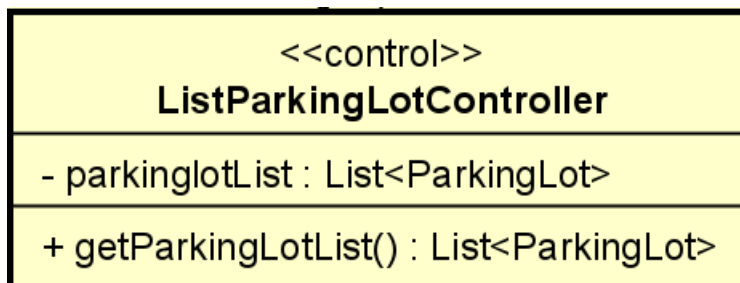 <<control>>
ListParkingLotController
- parkinglotList : List<ParkingLot>
+ getParkingLotList() : List<ParkingLot>